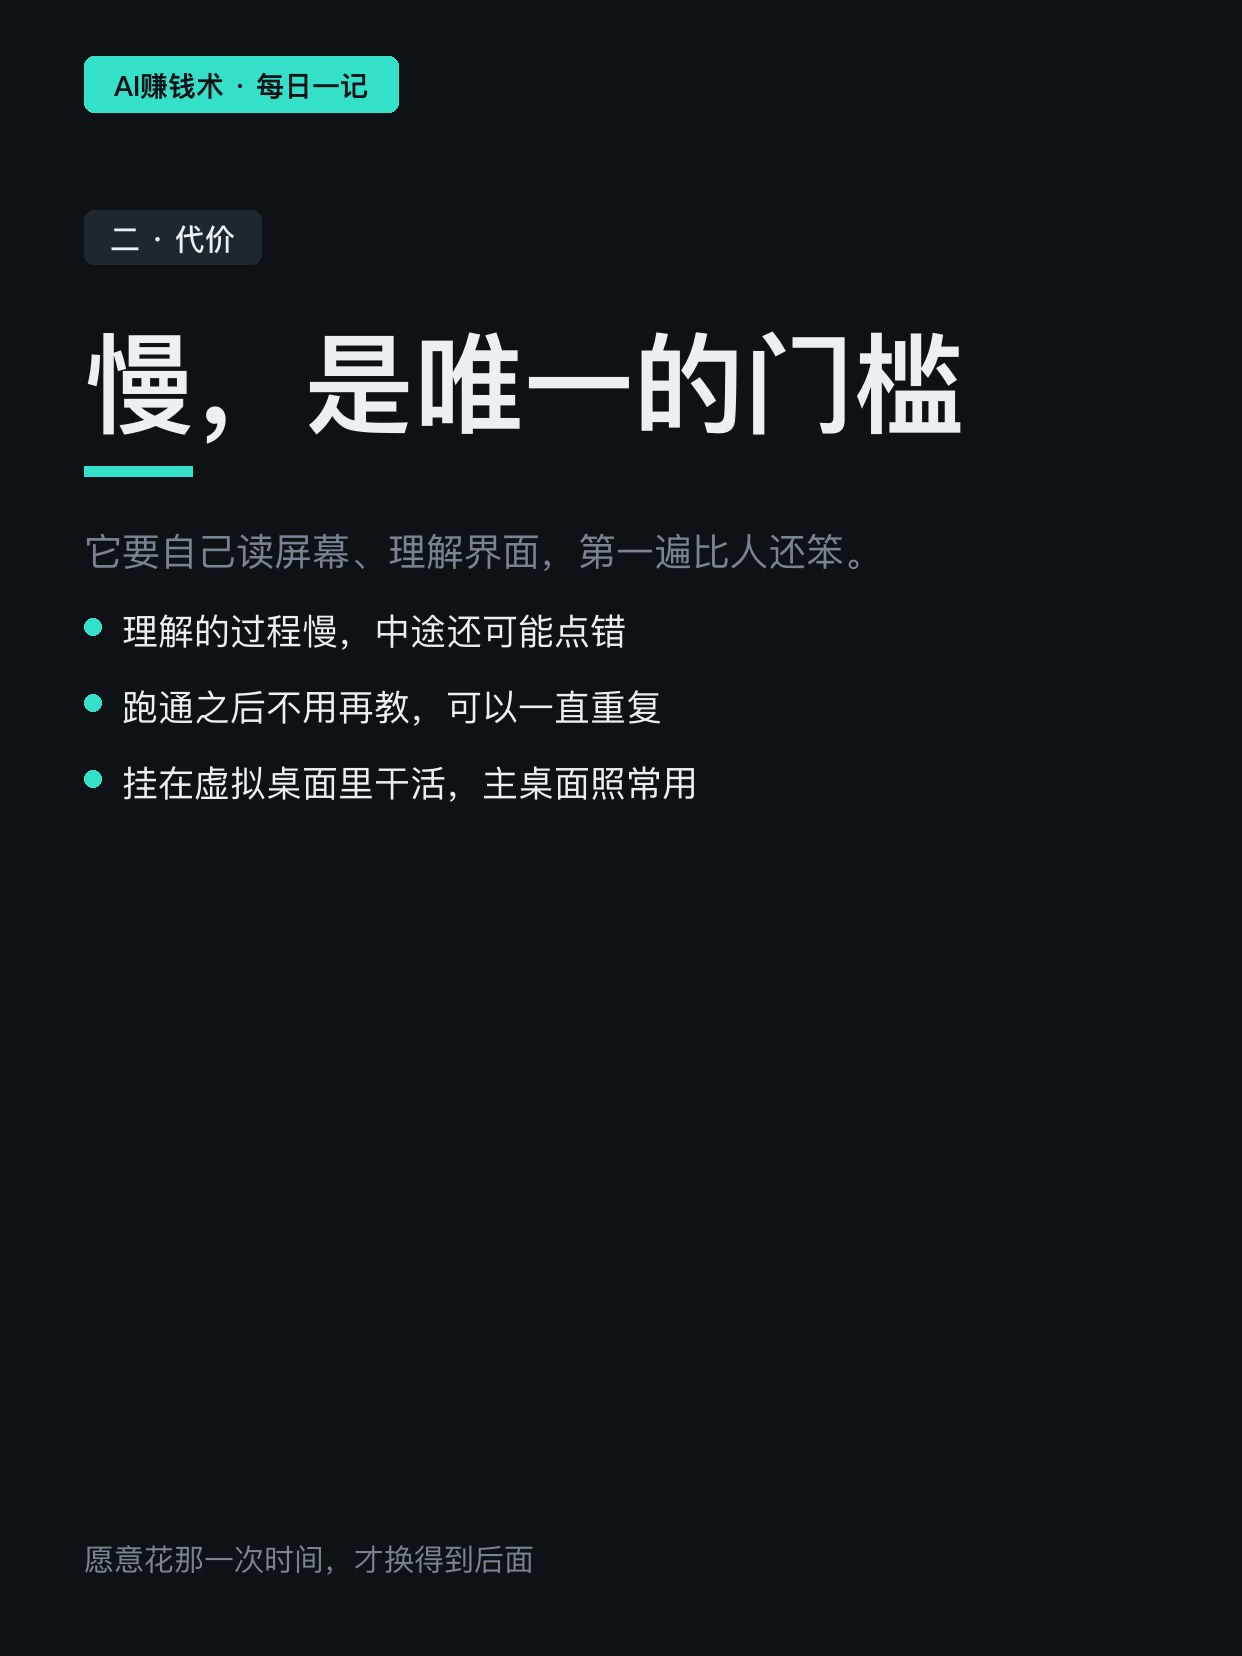 AI赚钱术 · 每日一记
二 · 代价
慢，是唯一的门槛
它要自己读屏幕、理解界面，第一遍比人还笨。
理解的过程慢，中途还可能点错
跑通之后不用再教，可以一直重复
挂在虚拟桌面里干活，主桌面照常用
愿意花那一次时间，才换得到后面